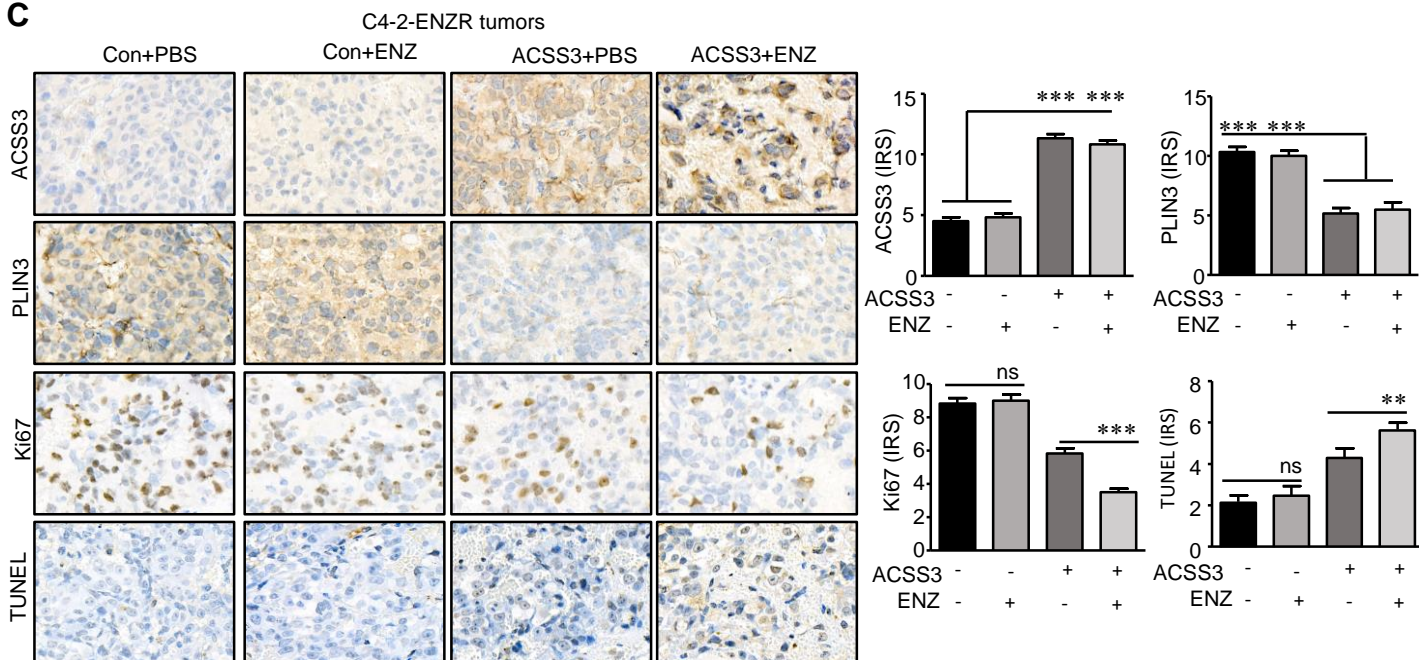 C
C4-2-ENZR tumors
Con+PBS Con+ENZ ACSS3+PBS ACSS3+ENZ
ACSS3
PLIN3
Ki67
TUNEL
ACSS3 (IRS)
15
10
5
0
*** ***
ACSS3 - - + +
ENZ - + - +
PLIN3 (IRS)
15
10
5
0
*** ***
ACSS3 - - + +
ENZ - + - +
Ki67 (IRS)
10
8
6
4
2
0
ns
***
ACSS3 - - + +
ENZ - + - +
TUNEL (IRS)
8
6
4
2
0
ns
**
ACSS3 - - + +
ENZ - + - +